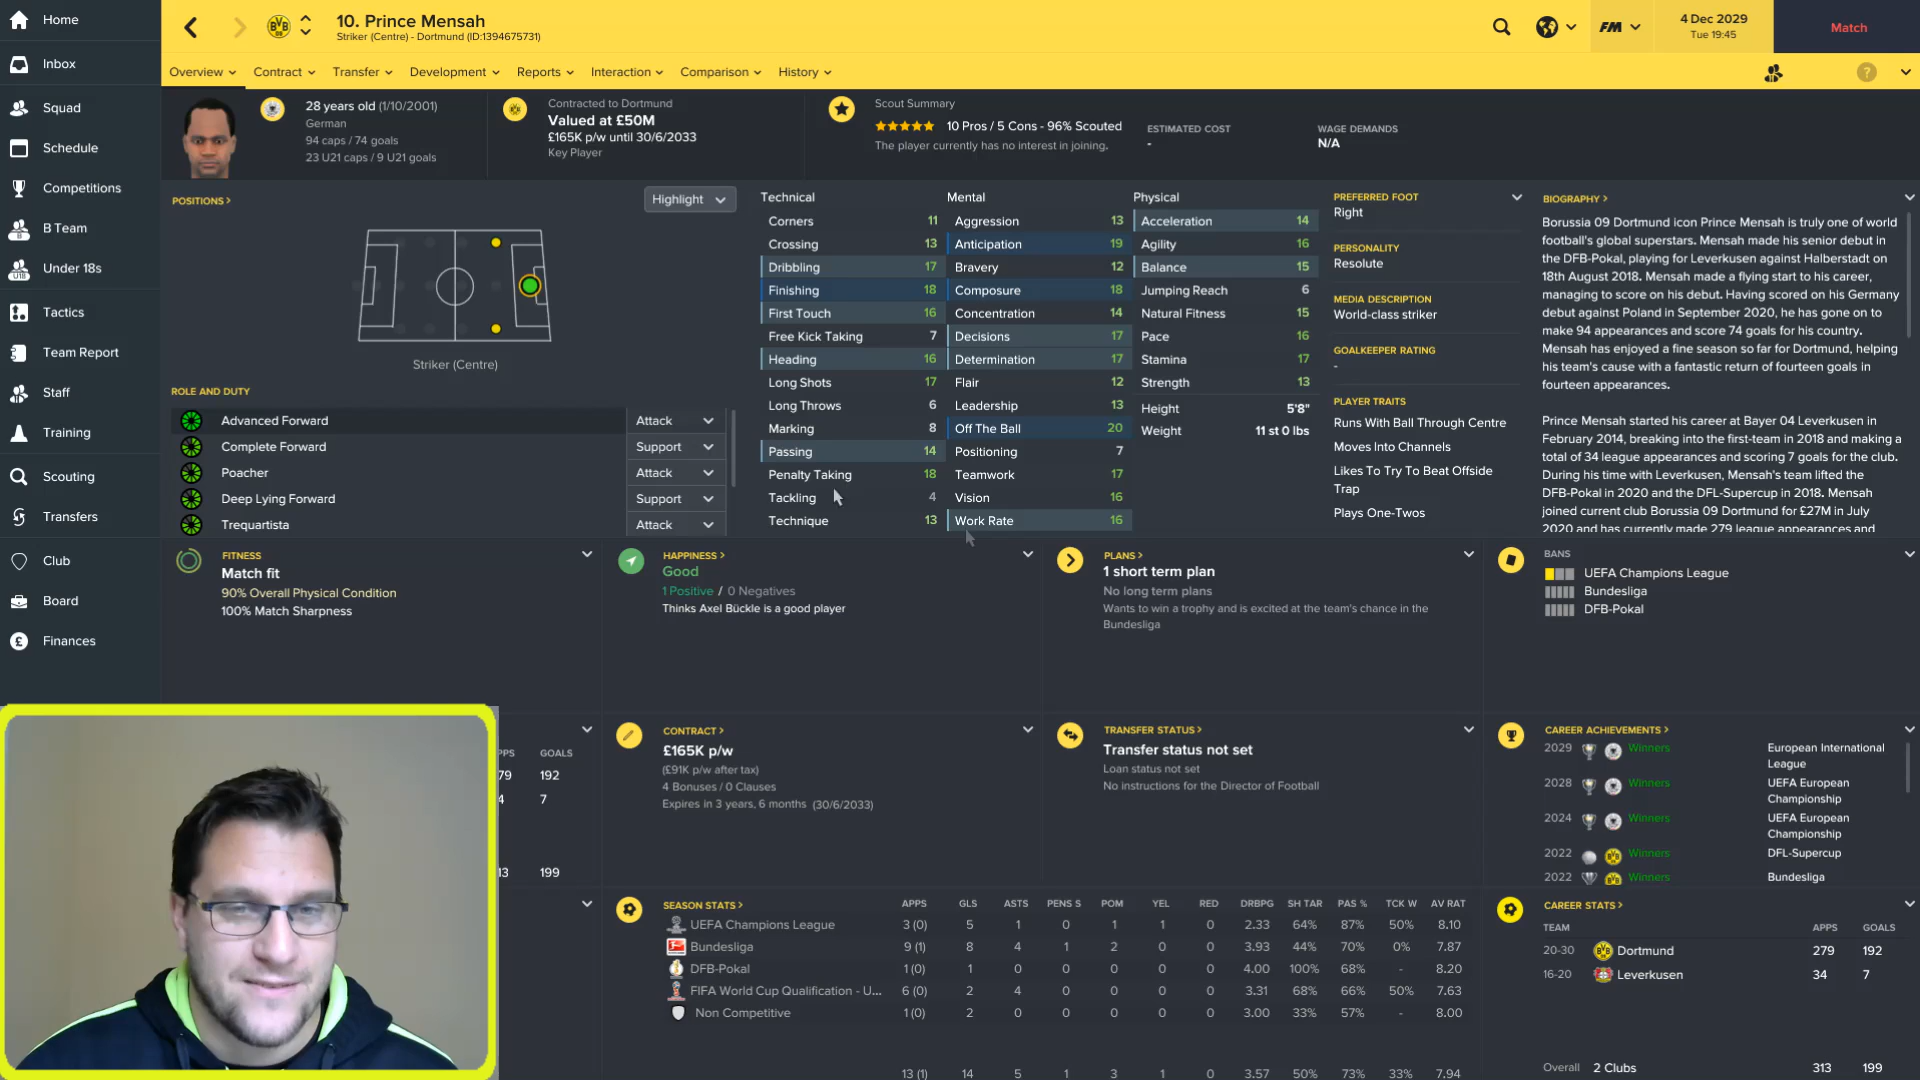 Home
Inbox
Squad
Schedule
Competitions
B Team
Under 18s
Tactics
Team Report
Staff
Training
Scouting
Transfers
Club
Board
Finances
10. Prince Mensah
Striker (Centre) - Dortmund (ID:1394675731)
FM
4 Dec 2029
Tue 19:45
Match
Overview
Contract
Transfer
Development
Reports
Interaction
Comparison
History
?
28 years old (1/10/2001)
German
94 caps / 74 goals
23 U21 caps / 9 U21 goals
Contracted to Dortmund
Valued at £50M
£165K p/w until 30/6/2033
Key Player
Scout Summary
10 Pros / 5 Cons - 96% Scouted
The player currently has no interest in joining.
ESTIMATED COST
-
WAGE DEMANDS
N/A
POSITIONS >
Highlight
Striker (Centre)
ROLE AND DUTY
Advanced Forward Attack
Complete Forward Support
Poacher Attack
Deep Lying Forward Support
Trequartista Attack
Technical
Corners 11
Crossing 13
Dribbling 17
Finishing 18
First Touch 16
Free Kick Taking 7
Heading 16
Long Shots 17
Long Throws 6
Marking 8
Passing 14
Penalty Taking 18
Tackling 4
Technique 13
Mental
Aggression 13
Anticipation 19
Bravery 12
Composure 18
Concentration 14
Decisions 17
Determination 17
Flair 12
Leadership 13
Off The Ball 20
Positioning 7
Teamwork 17
Vision 16
Work Rate 16
Physical
Acceleration 14
Agility 16
Balance 15
Jumping Reach 6
Natural Fitness 15
Pace 16
Stamina 17
Strength 13
Height 5'8"
Weight 11 st 0 lbs
PREFERRED FOOT
Right
PERSONALITY
Resolute
MEDIA DESCRIPTION
World-class striker
GOALKEEPER RATING
-
PLAYER TRAITS
Runs With Ball Through Centre
Moves Into Channels
Likes To Try To Beat Offside
Trap
Plays One-Twos
BIOGRAPHY >
Borussia 09 Dortmund icon Prince Mensah is truly one of world
football's global superstars. Mensah made his senior debut in
the DFB-Pokal, playing for Leverkusen against Halberstadt on
18th August 2018. Mensah made a flying start to his career,
managing to score on his debut. Having scored on his Germany
debut against Poland in September 2020, he has gone on to
make 94 appearances and score 74 goals for his country.
Mensah has enjoyed a fine season so far for Dortmund, helping
his team's cause with a fantastic return of fourteen goals in
fourteen appearances.
Prince Mensah started his career at Bayer 04 Leverkusen in
February 2014, breaking into the first-team in 2018 and making a
total of 34 league appearances and scoring 7 goals for the club.
During his time with Leverkusen, Mensah's team lifted the
DFB-Pokal in 2020 and the DFL-Supercup in 2018. Mensah
joined current club Borussia 09 Dortmund for £27M in July
2020 and has currently made 279 league appearances and
FITNESS
Match fit
90% Overall Physical Condition
100% Match Sharpness
HAPPINESS >
Good
1 Positive / 0 Negatives
Thinks Axel Bückle is a good player
PLANS >
1 short term plan
No long term plans
Wants to win a trophy and is excited at the team's chance in the
Bundesliga
BANS
UEFA Champions League
Bundesliga
DFB-Pokal
PPS GOALS
79 192
4 7
13 199
CONTRACT >
£165K p/w
(£91K p/w after tax)
4 Bonuses / 0 Clauses
Expires in 3 years, 6 months (30/6/2033)
TRANSFER STATUS >
Transfer status not set
Loan status not set
No instructions for the Director of Football
CAREER ACHIEVEMENTS >
2029 Winners European International
League
2028 Winners UEFA European
Championship
2024 Winners UEFA European
Championship
2022 Winners DFL-Supercup
2022 Winners Bundesliga
SEASON STATS > APPS GLS ASTS PENS S POM YEL RED DRBPG SH TAR PAS % TCK W AV RAT
UEFA Champions League 3 (0) 5 1 0 1 1 0 2.33 64% 87% 50% 8.10
Bundesliga 9 (1) 8 4 1 2 0 0 3.93 44% 70% 0% 7.87
DFB-Pokal 1 (0) 1 0 0 0 0 0 4.00 100% 68% - 8.20
FIFA World Cup Qualification - U... 6 (0) 2 4 0 0 0 0 3.31 68% 66% 50% 7.63
Non Competitive 1 (0) 2 0 0 0 0 0 3.00 33% 57% - 8.00
13 (1) 14 5 1 3 1 0 3.57 50% 73% 33% 7.94
CAREER STATS >
TEAM APPS GOALS
20-30 Dortmund 279 192
16-20 Leverkusen 34 7
Overall 2 Clubs 313 199